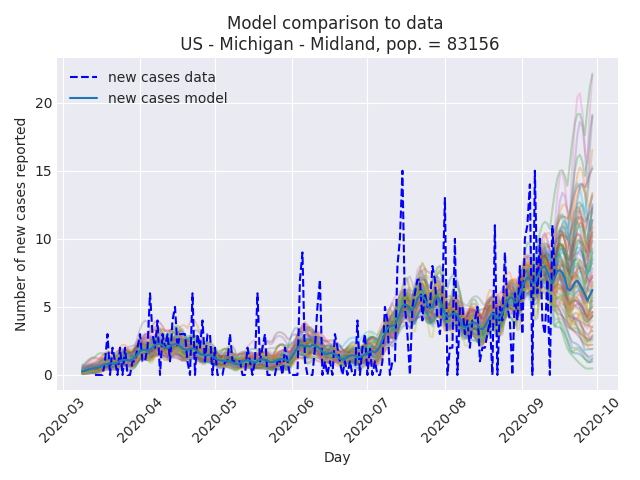 Model comparison to data
US - Michigan - Midland, pop. = 83156
new cases data
new cases model
Number of new cases reported
20
15
10
5
0
2020-03
2020-04
2020-05
2020-06
2020-07
2020-08
2020-09
2020-10
Day